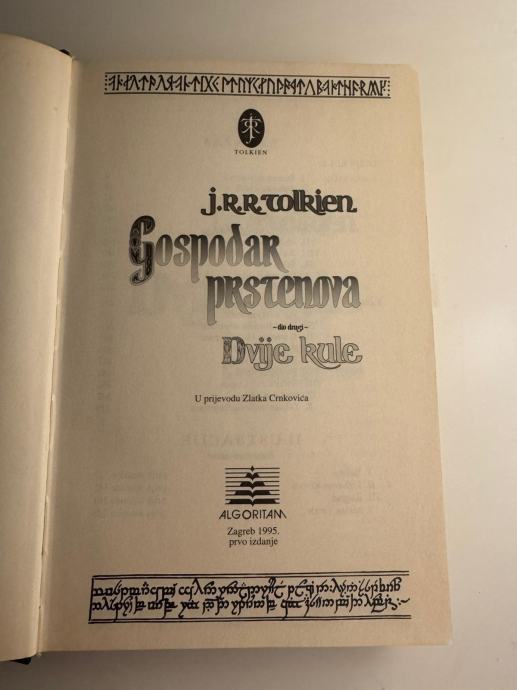 TOLKIEN
J.R.R. Tolkien
Gospodar
prstenova
~ dio drugi ~
Dvije kule
U prijevodu Zlatka Crnkovića
ALGORITAM
Zagreb 1995.
prvo izdanje